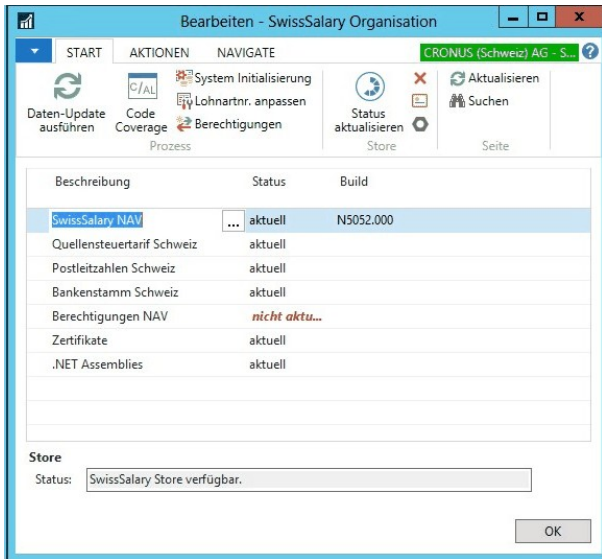 Bearbeiten - SwissSalary Organisation
START AKTIONEN NAVIGATE CRONUS (Schweiz) AG - S...
Daten-Update ausführen
C/AL
Code Coverage
System Initialisierung
Lohnartnr. anpassen
Berechtigungen
Prozess
Status aktualisieren
Store
Aktualisieren
Suchen
Seite
Beschreibung Status Build
SwissSalary NAV ... aktuell N5052.000
Quellensteuertarif Schweiz aktuell
Postleitzahlen Schweiz aktuell
Bankenstamm Schweiz aktuell
Berechtigungen NAV nicht aktu...
Zertifikate aktuell
.NET Assemblies aktuell
Store
Status: SwissSalary Store verfügbar.
OK